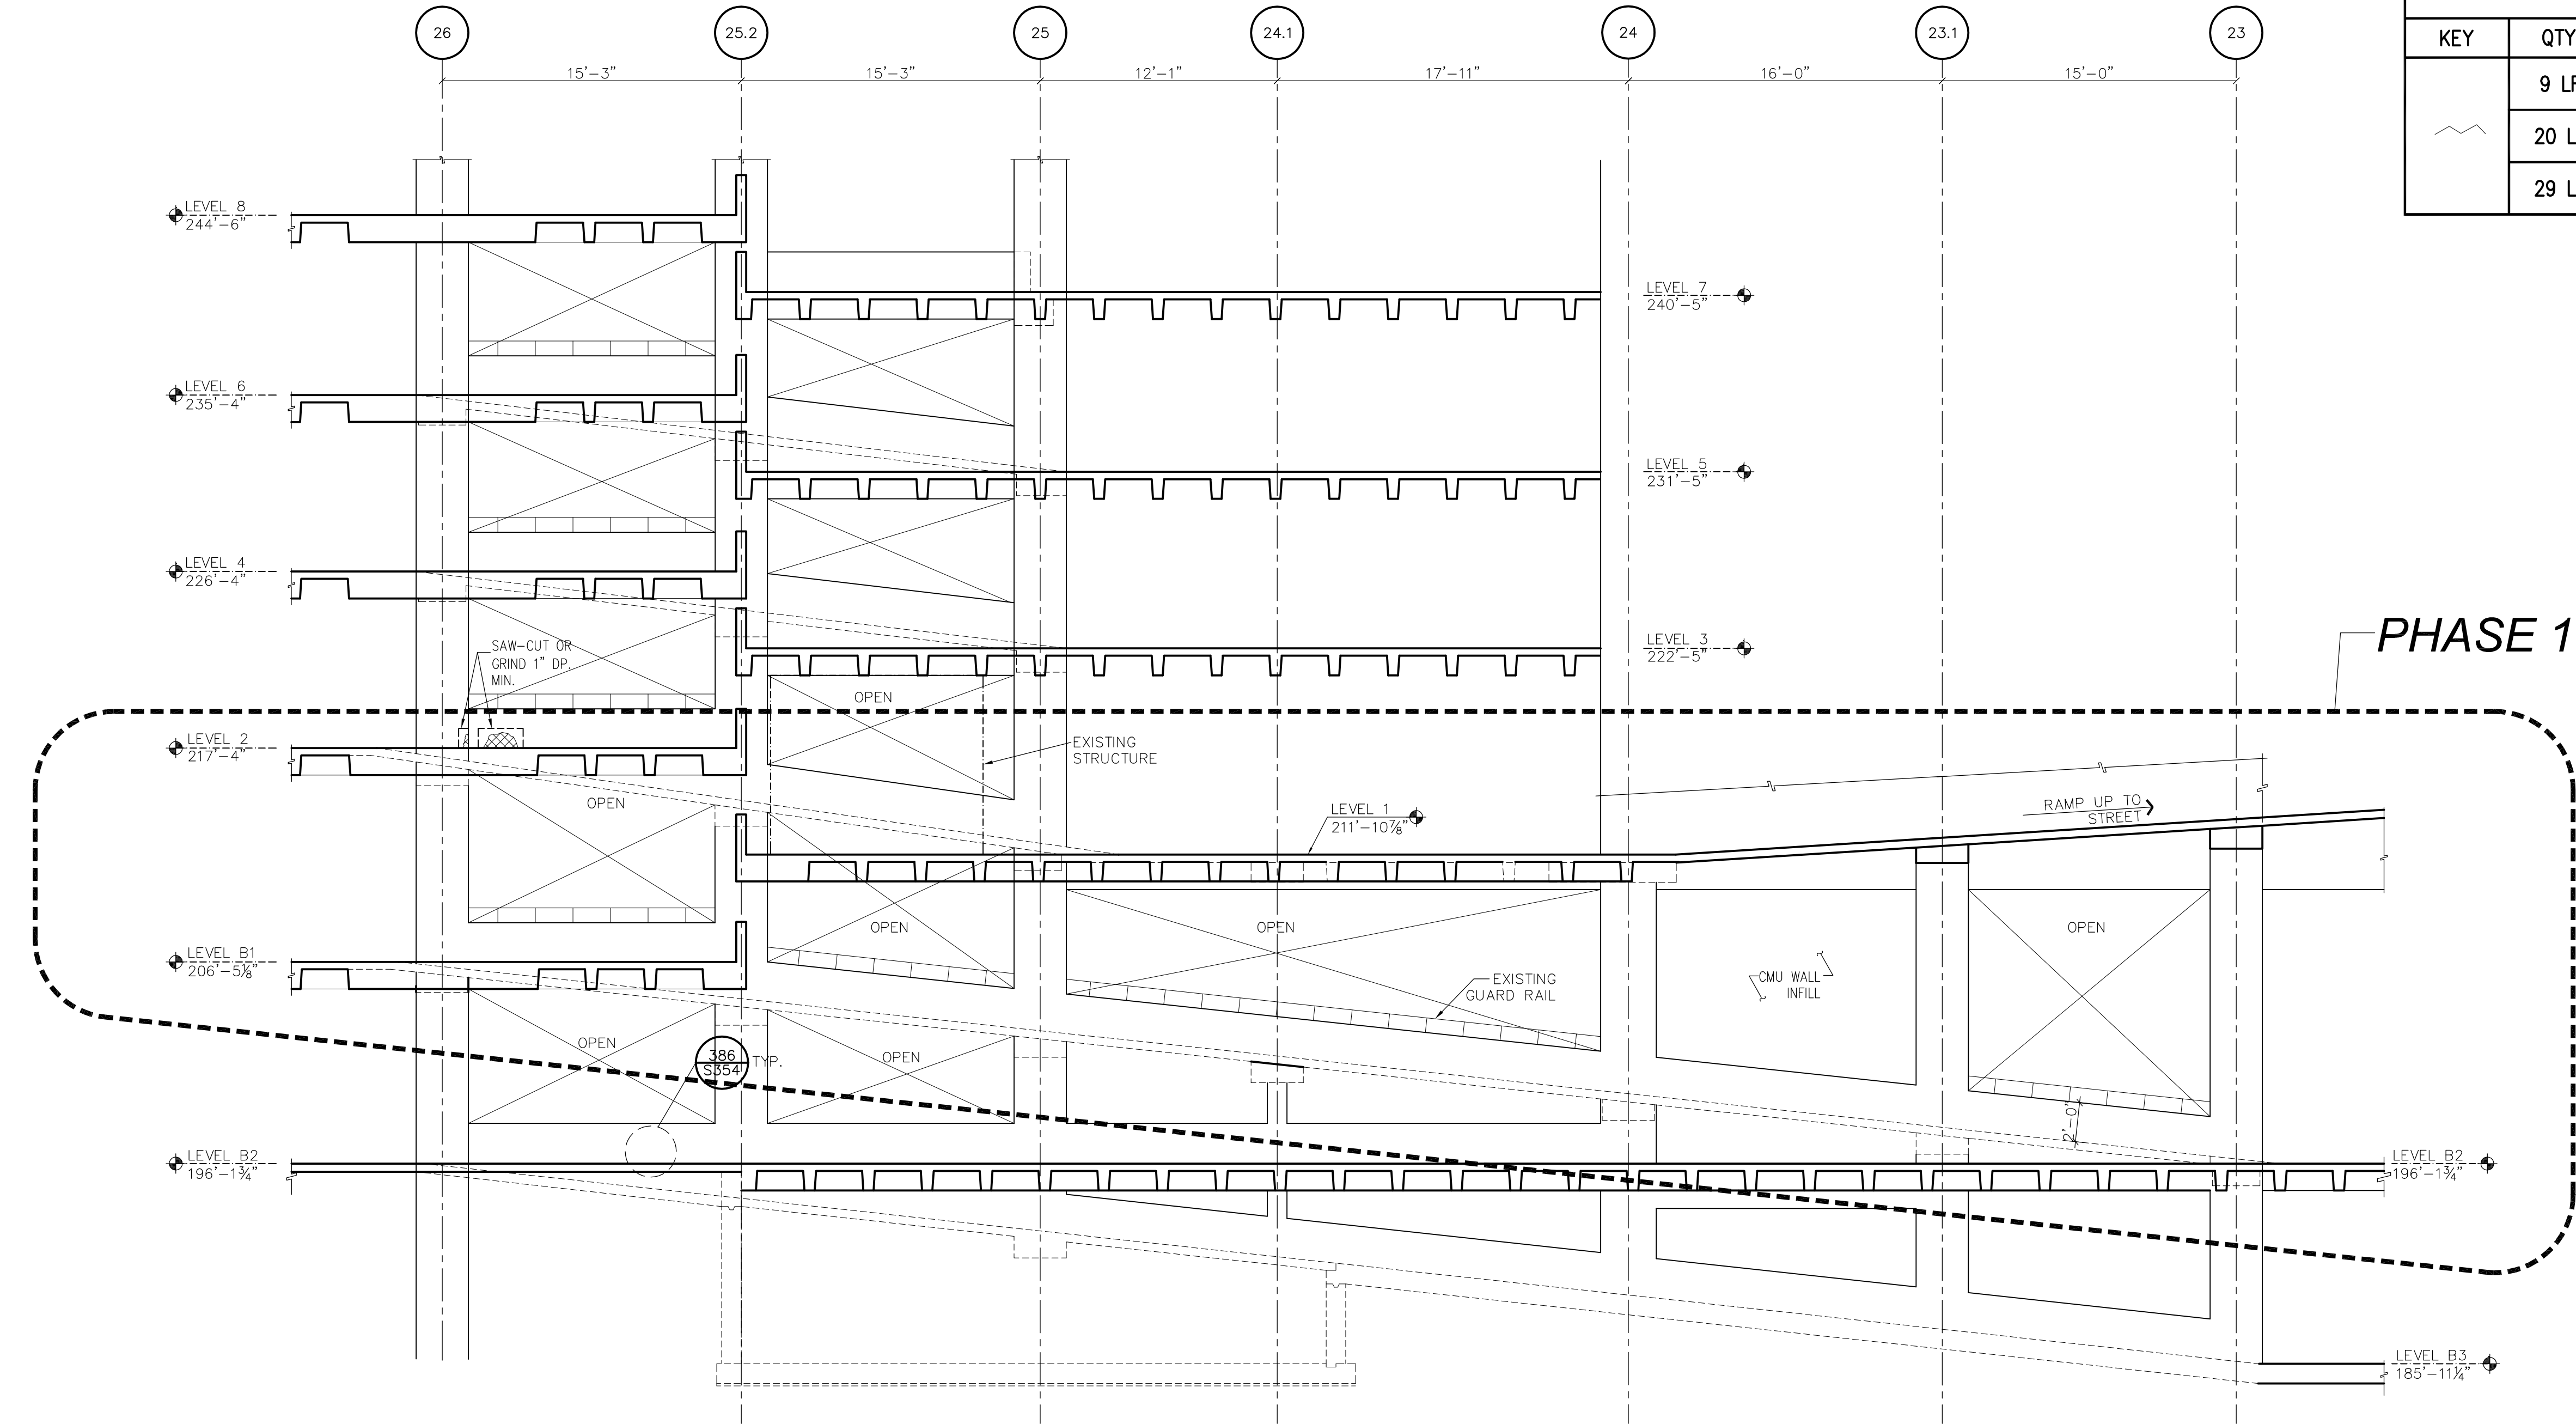 26
25.2
25
24.1
24
23.1
23
15'-3"
15'-3"
12'-1"
17'-11"
16'-0"
15'-0"
KEY
QTY
20 L
29 L
LEVEL 8
244'-6"
LEVEL 7
240'-5"
LEVEL 6
235'-4"
LEVEL 5
231'-5"
LEVEL 4
226'-4"
LEVEL 3
222'-5"
PHASE 1
SAW-CUT OR
GRIND 1" DP.
MIN.
OPEN
LEVEL 2
217'-4"
EXISTING
STRUCTURE
OPEN
LEVEL 1
211'-10⅞"
RAMP UP TO
STREET
OPEN
OPEN
OPEN
LEVEL B1
206'-5⅛"
EXISTING
GUARD RAIL
CMU WALL
INFILL
OPEN
OPEN
386
S354
TYP.
2'-0"
LEVEL B2
196'-1¾"
LEVEL B2
196'-1¾"
LEVEL B3
185'-11¼"